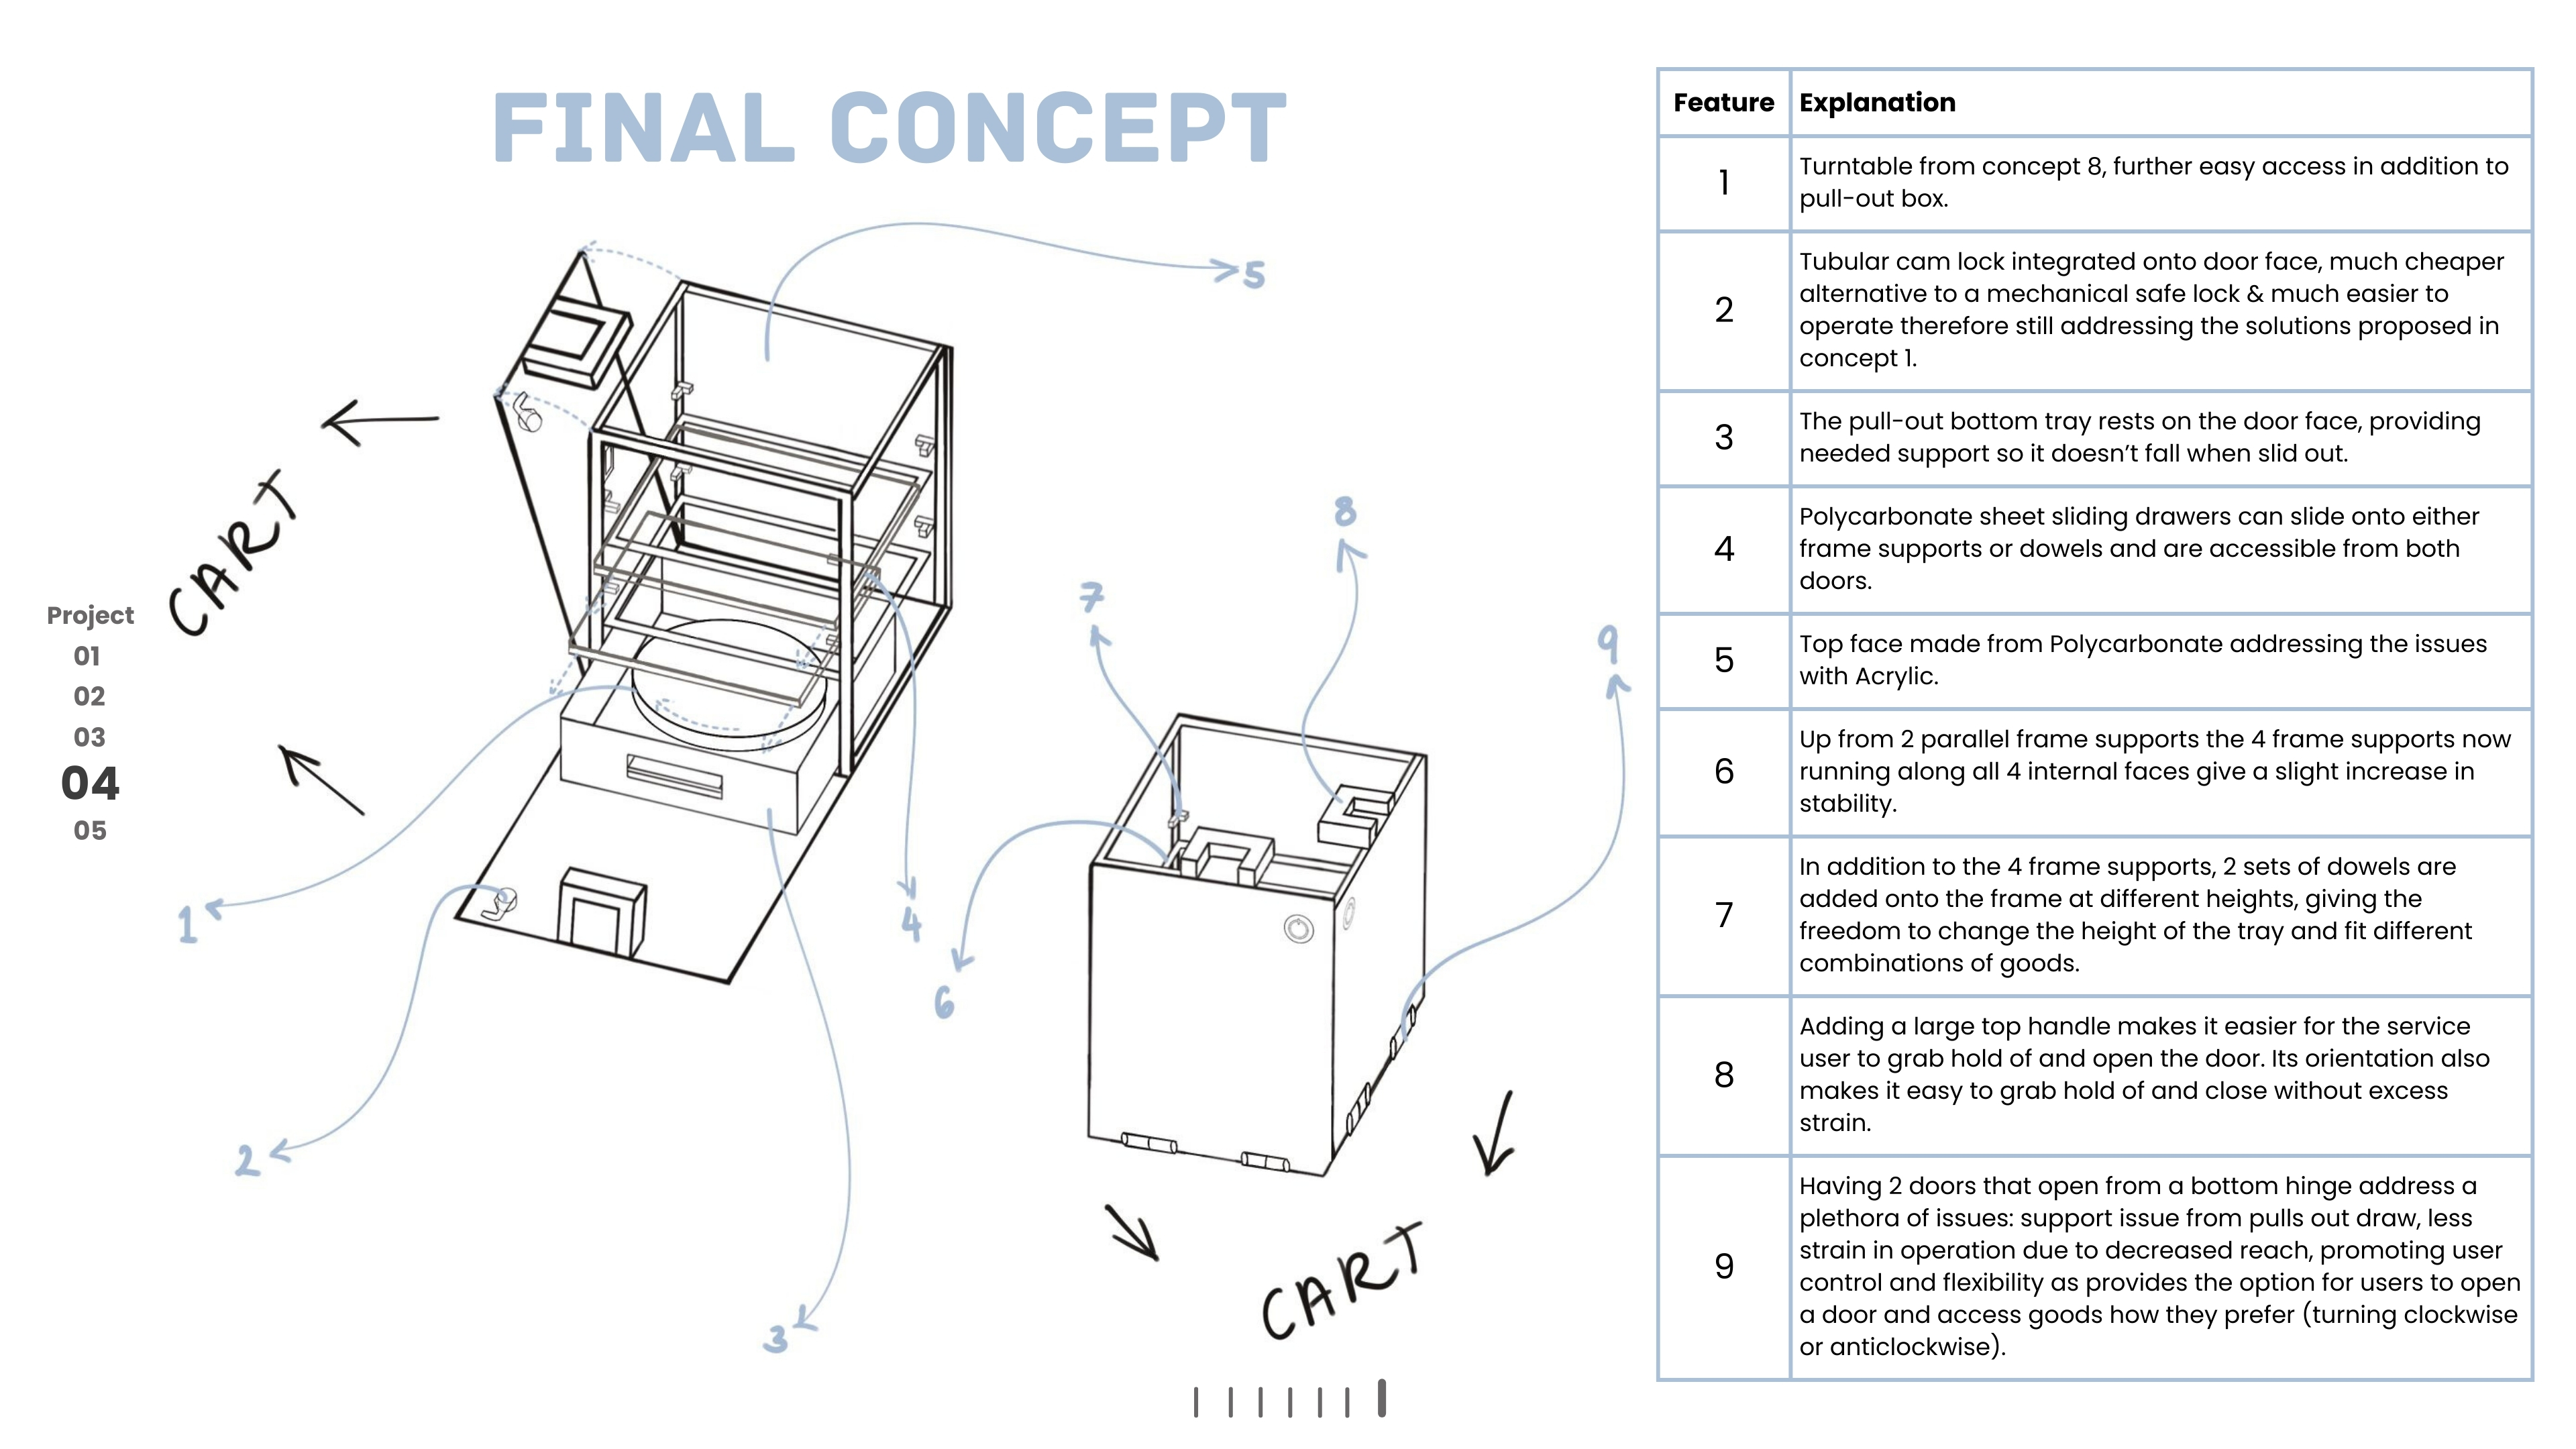 FINAL CONCEPT
5
CART
8
7
9
1
4
6
2
3
CART
Project
01
02
03
04
05
Feature Explanation
1
Turntable from concept 8, further easy access in addition to
pull-out box.
2
Tubular cam lock integrated onto door face, much cheaper
alternative to a mechanical safe lock & much easier to
operate therefore still addressing the solutions proposed in
concept 1.
3
The pull-out bottom tray rests on the door face, providing
needed support so it doesn’t fall when slid out.
4
Polycarbonate sheet sliding drawers can slide onto either
frame supports or dowels and are accessible from both
doors.
5
Top face made from Polycarbonate addressing the issues
with Acrylic.
6
Up from 2 parallel frame supports the 4 frame supports now
running along all 4 internal faces give a slight increase in
stability.
7
In addition to the 4 frame supports, 2 sets of dowels are
added onto the frame at different heights, giving the
freedom to change the height of the tray and fit different
combinations of goods.
8
Adding a large top handle makes it easier for the service
user to grab hold of and open the door. Its orientation also
makes it easy to grab hold of and close without excess
strain.
9
Having 2 doors that open from a bottom hinge address a
plethora of issues: support issue from pulls out draw, less
strain in operation due to decreased reach, promoting user
control and flexibility as provides the option for users to open
a door and access goods how they prefer (turning clockwise
or anticlockwise).